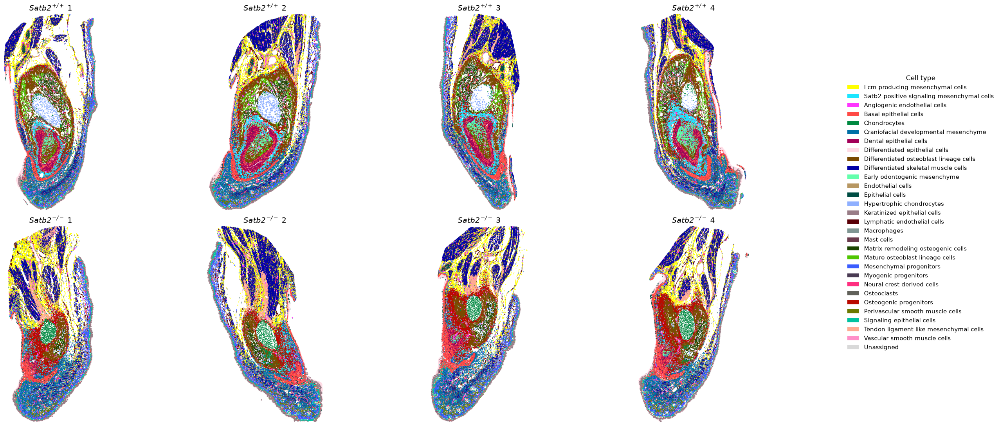 Satb2+/+ 1
Satb2+/+ 2
Satb2+/+ 3
Satb2+/+ 4
Satb2−/− 1
Satb2−/− 2
Satb2−/− 3
Satb2−/− 4
Cell type
Ecm producing mesenchymal cells
Satb2 positive signaling mesenchymal cells
Angiogenic endothelial cells
Basal epithelial cells
Chondrocytes
Craniofacial developmental mesenchyme
Dental epithelial cells
Differentiated epithelial cells
Differentiated osteoblast lineage cells
Differentiated skeletal muscle cells
Early odontogenic mesenchyme
Endothelial cells
Epithelial cells
Hypertrophic chondrocytes
Keratinized epithelial cells
Lymphatic endothelial cells
Macrophages
Mast cells
Matrix remodeling osteogenic cells
Mature osteoblast lineage cells
Mesenchymal progenitors
Myogenic progenitors
Neural crest derived cells
Osteoclasts
Osteogenic progenitors
Perivascular smooth muscle cells
Signaling epithelial cells
Tendon ligament like mesenchymal cells
Vascular smooth muscle cells
Unassigned